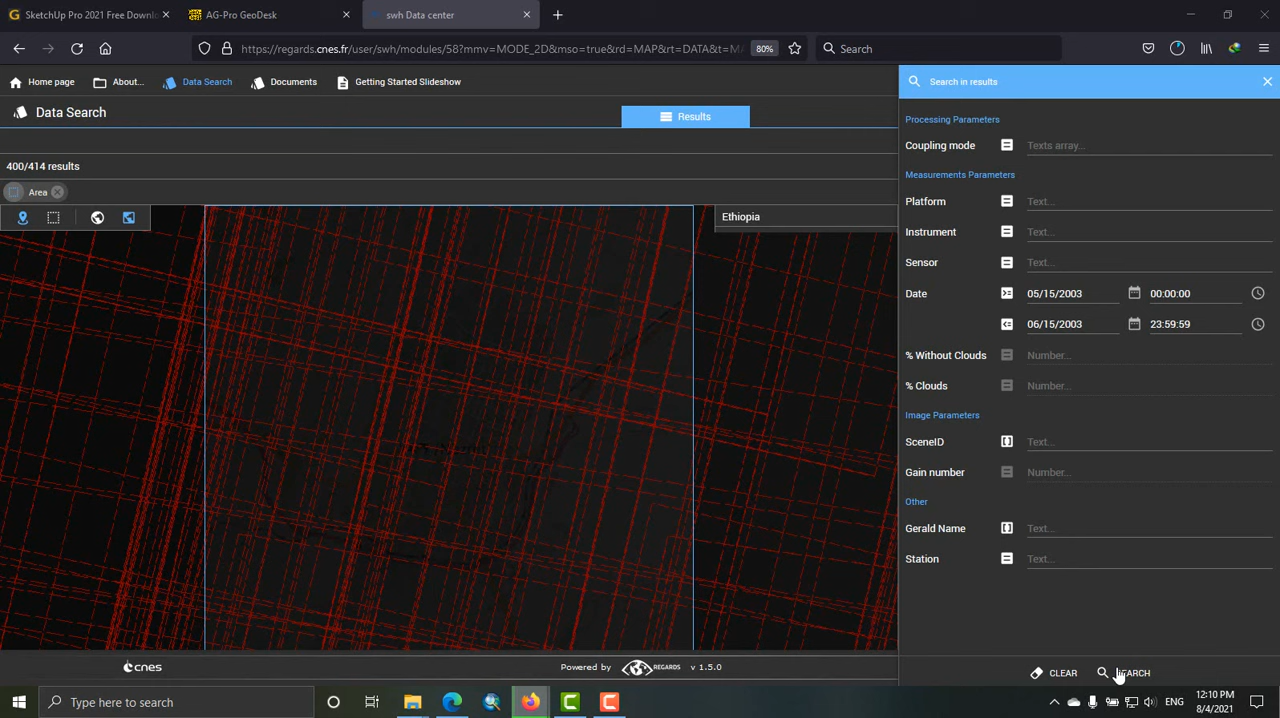 SketchUp Pro 2021 Free Downl
AG-Pro GeoDesk
swh Data center
https://regards.cnes.fr/user/swh/modules/58?mmv=MODE_2D&mso=true&rd=MAP&rt=DATA&t=MA
80%
Search
Home page
About...
Data Search
Documents
Getting Started Slideshow
Search in results
Data Search
Results
Processing Parameters
Coupling mode
Texts array...
400/414 results
Measurements Parameters
Area
Platform
Text...
Ethiopia
Instrument
Text...
Sensor
Text...
Date
05/15/2003
00:00:00
06/15/2003
23:59:59
% Without Clouds
Number...
% Clouds
Number...
Image Parameters
SceneID
Text...
Gain number
Number...
Other
Gerald Name
Text...
Station
Text...
cnes
Powered by
REGARDS
v 1.5.0
CLEAR
SEARCH
Type here to search
ENG
12:10 PM
8/4/2021